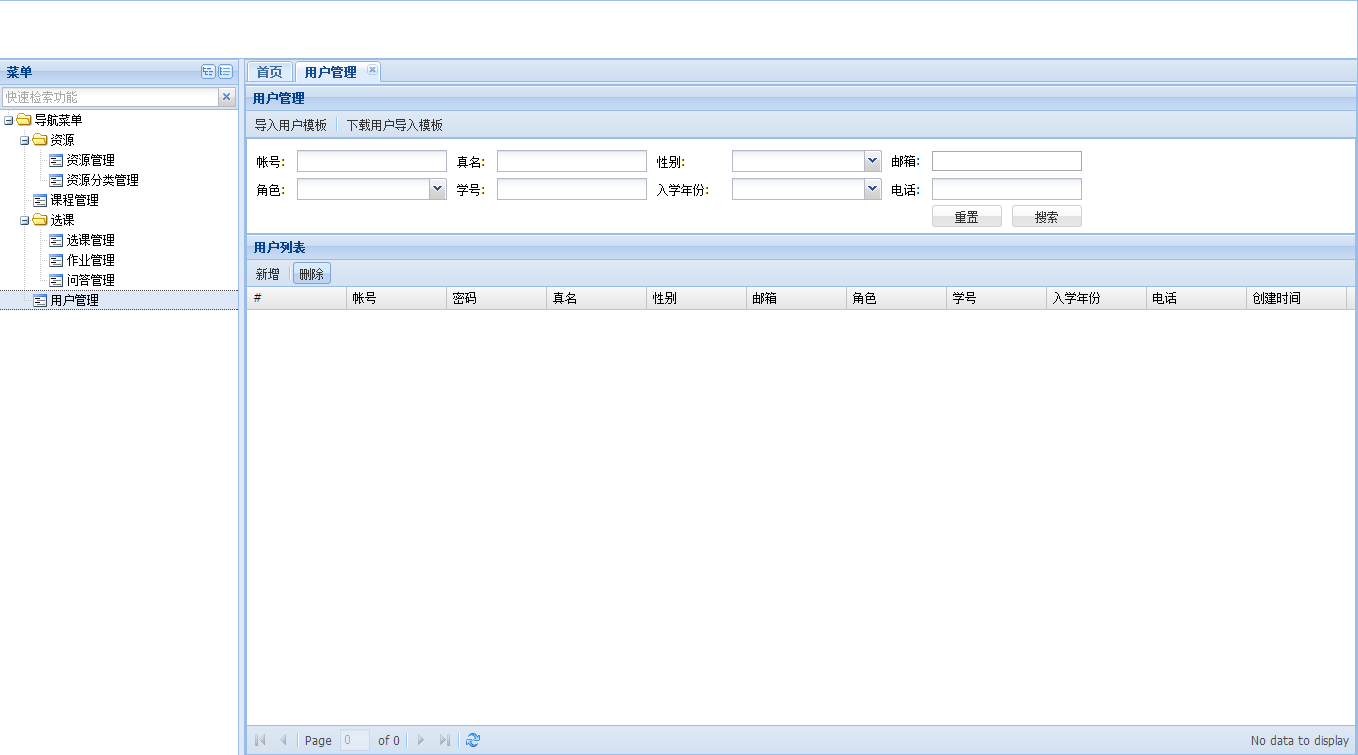 菜单
快速检索功能
导航菜单
资源
资源管理
资源分类管理
课程管理
选课
选课管理
作业管理
问答管理
用户管理
首页 用户管理
用户管理
导入用户模板 下载用户导入模板
帐号: 真名: 性别: 邮箱:
角色: 学号: 入学年份: 电话:
重置 搜索
用户列表
新增 删除
# 帐号 密码 真名 性别 邮箱 角色 学号 入学年份 电话 创建时间
Page 0 of 0 No data to display